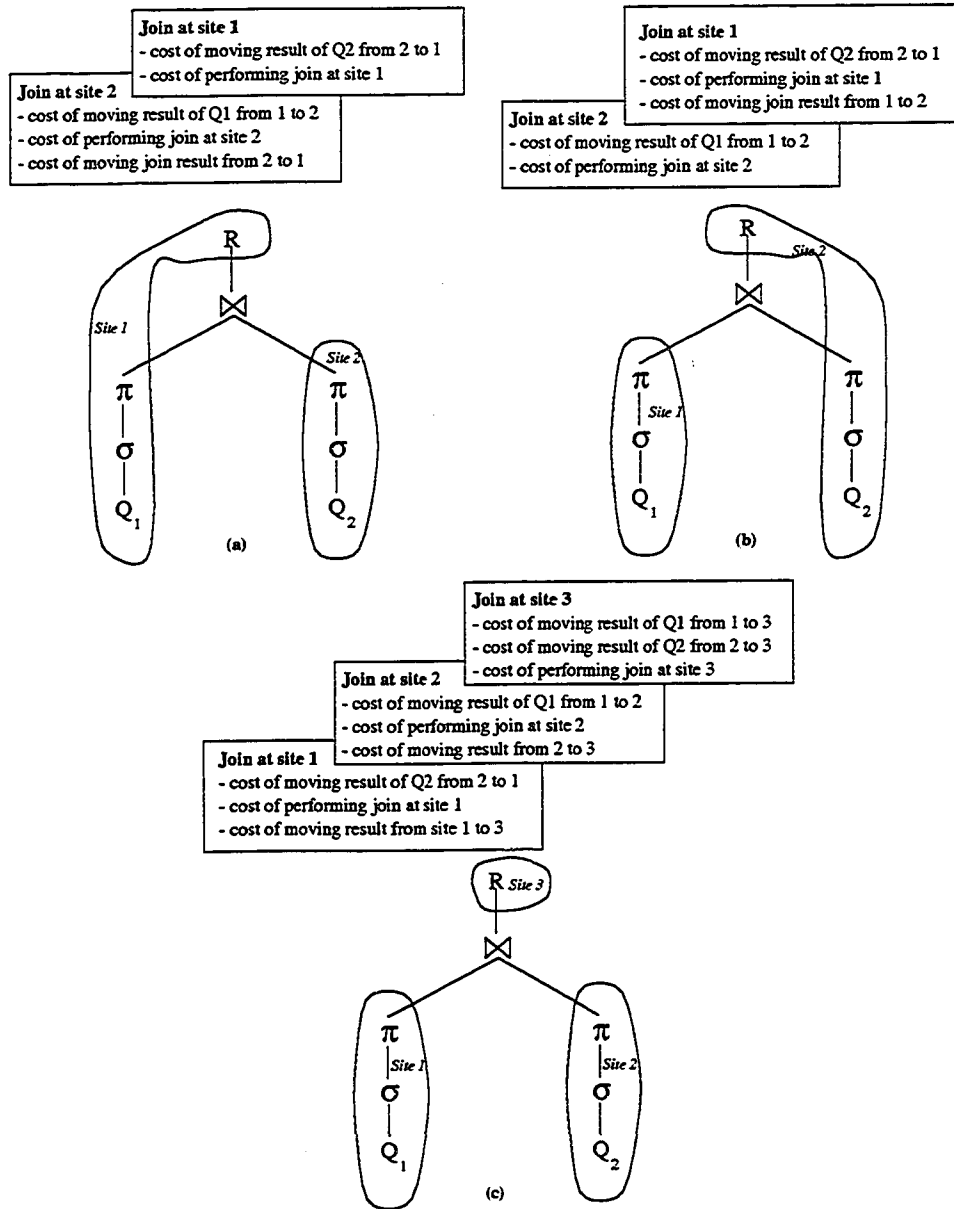 Join at site 1
- cost of moving result of Q2 from 2 to 1
- cost of performing join at site 1
Join at site 2
- cost of moving result of Q1 from 1 to 2
- cost of performing join at site 2
- cost of moving join result from 2 to 1
R
Site 1
⋈
Site 2
π
π
σ
σ
Q1
Q2
(a)
Join at site 1
- cost of moving result of Q2 from 2 to 1
- cost of performing join at site 1
- cost of moving join result from 1 to 2
Join at site 2
- cost of moving result of Q1 from 1 to 2
- cost of performing join at site 2
R
Site 2
⋈
π
π
Site 1
σ
σ
Q1
Q2
(b)
Join at site 3
- cost of moving result of Q1 from 1 to 3
- cost of moving result of Q2 from 2 to 3
- cost of performing join at site 3
Join at site 2
- cost of moving result of Q1 from 1 to 2
- cost of performing join at site 2
- cost of moving result from 2 to 3
Join at site 1
- cost of moving result of Q2 from 2 to 1
- cost of performing join at site 1
- cost of moving result from site 1 to 3
R Site 3
⋈
π
π
Site 1
Site 2
σ
σ
Q1
Q2
(c)